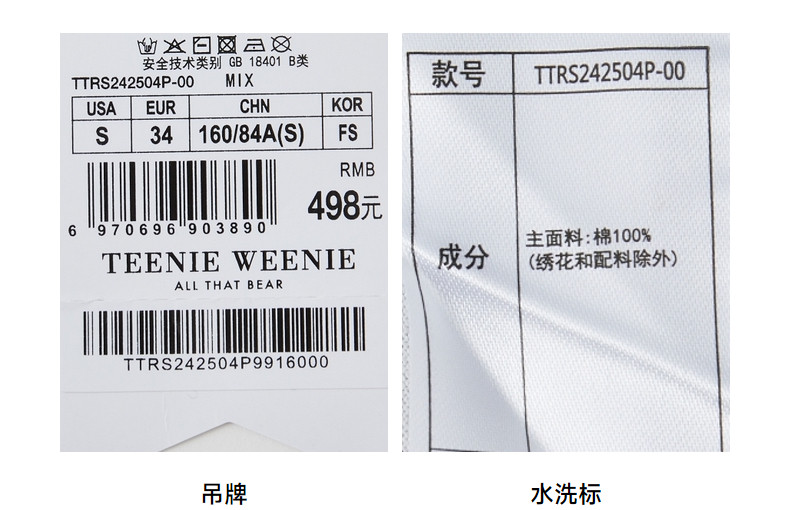 安全技术类别 GB 18401 B类
TTRS242504P-00 MIX
USA EUR CHN KOR
S 34 160/84A(S) FS
RMB
498元
6 970696 903890
TEENIE WEENIE
ALL THAT BEAR
TTRS242504P9916000
吊牌
款号 TTRS242504P-00
成分 主面料:棉100%
(绣花和配料除外)
水洗标